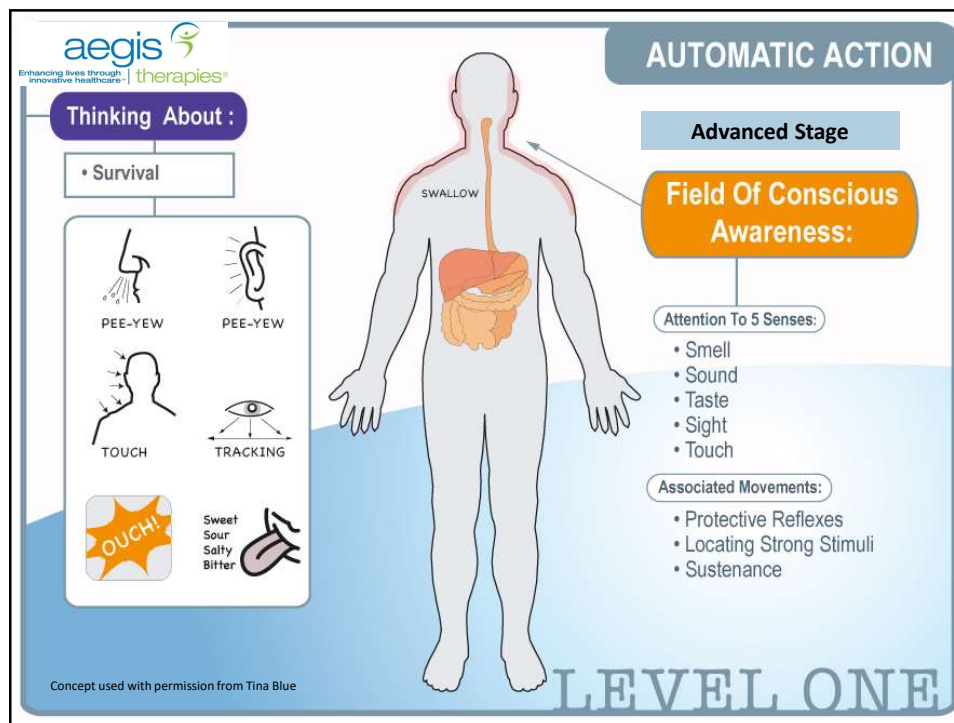 aegis
Enhancing lives through
innovative healthcare™
therapies®
AUTOMATIC ACTION
Thinking About :
• Survival
PEE-YEW
PEE-YEW
TOUCH
TRACKING
OUCH!
Sweet
Sour
Salty
Bitter
SWALLOW
Advanced Stage
Field Of Conscious
Awareness:
Attention To 5 Senses:
• Smell
• Sound
• Taste
• Sight
• Touch
Associated Movements:
• Protective Reflexes
• Locating Strong Stimuli
• Sustenance
Concept used with permission from Tina Blue
LEVEL ONE